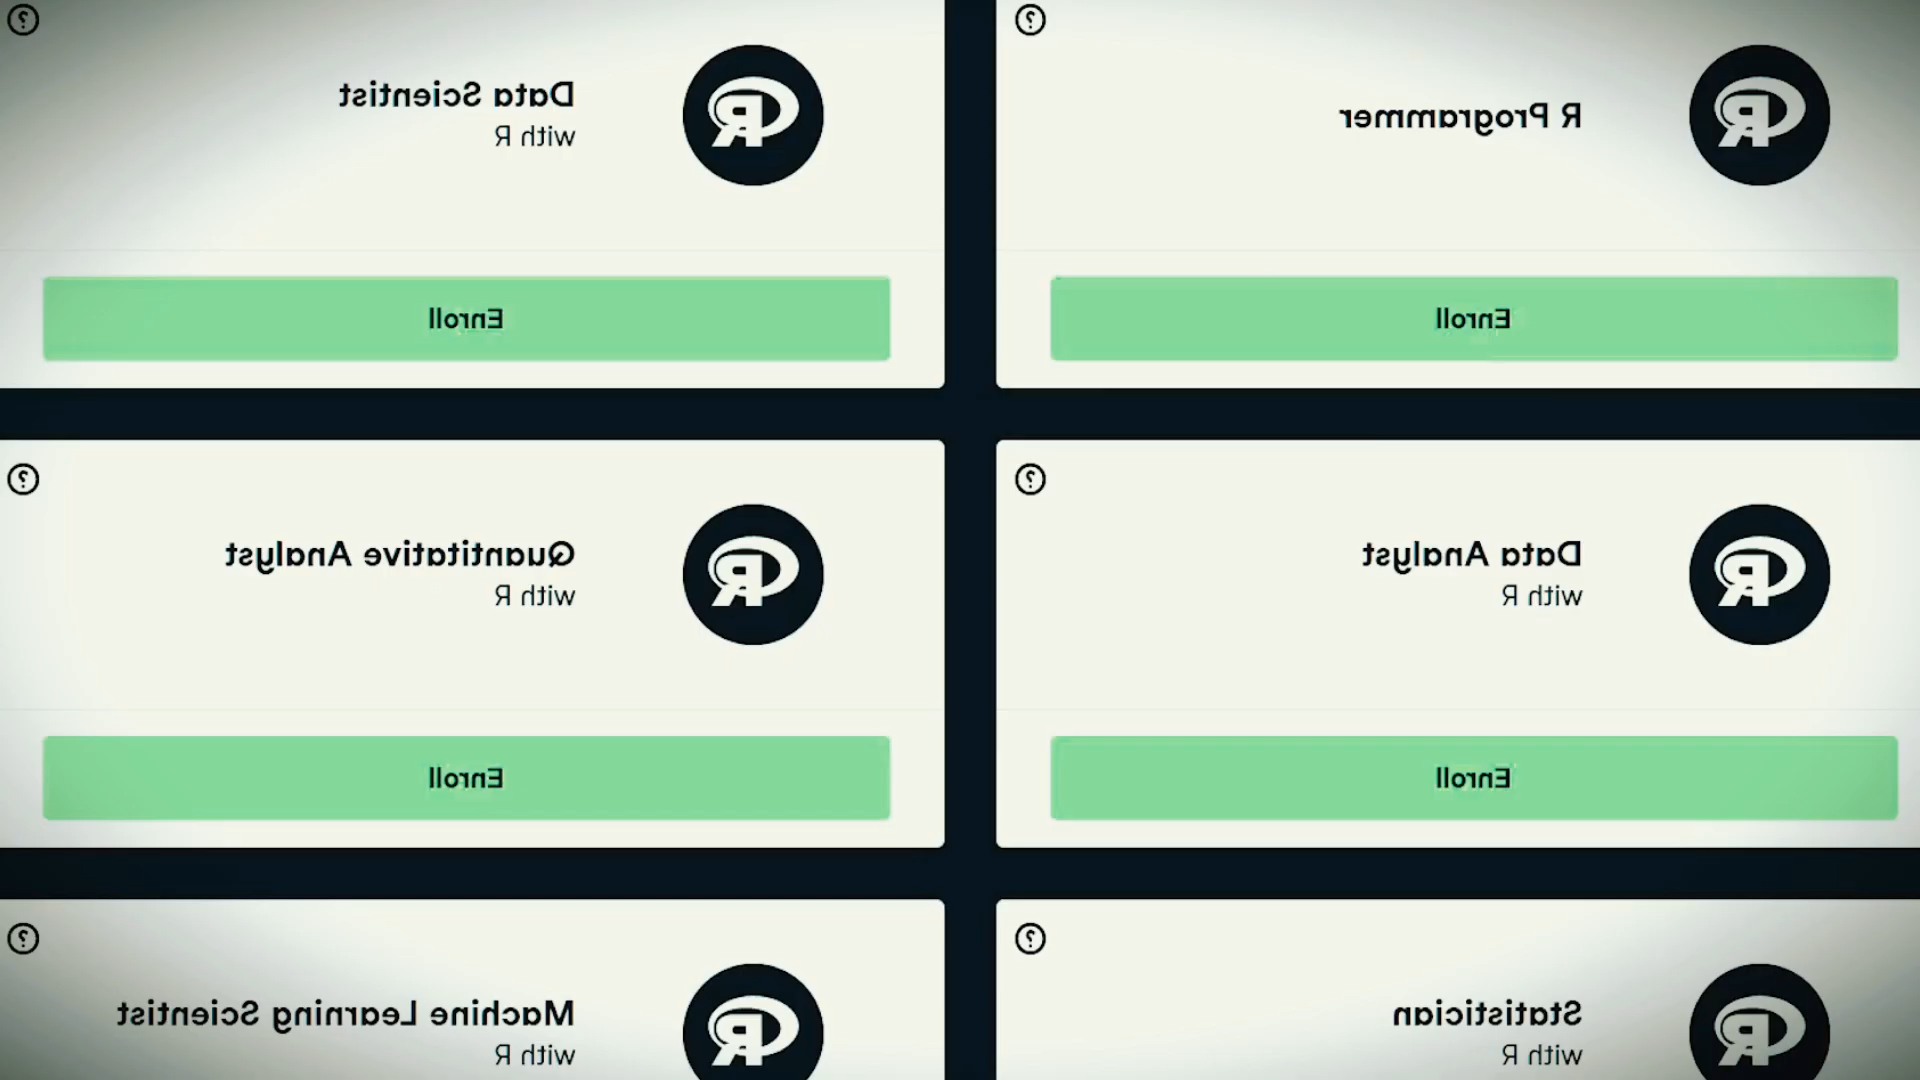 R Programmer
Enroll
Data Scientist
with R
Enroll
Data Analyst
with R
Enroll
Quantitative Analyst
with R
Enroll
Statistician
with R
Machine Learning Scientist
with R